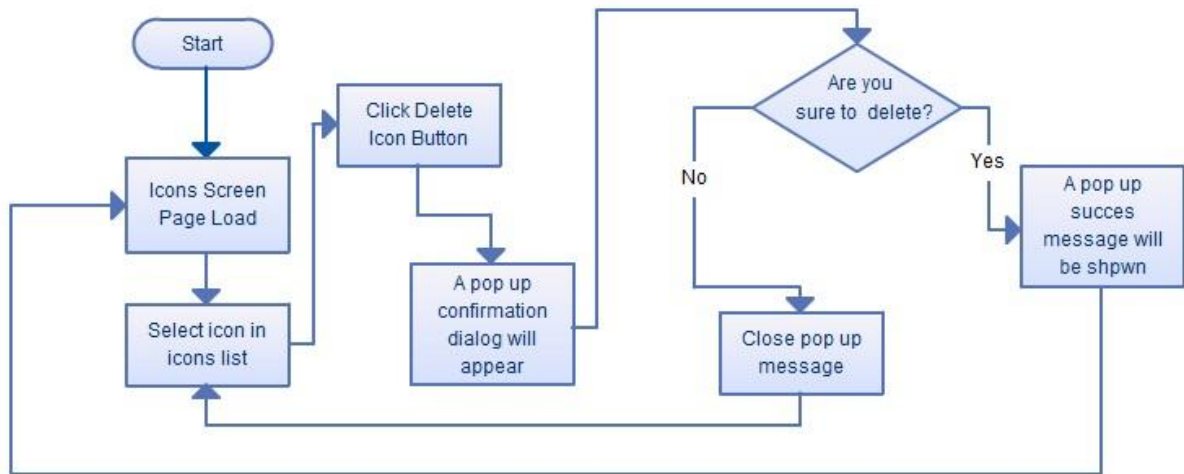 Start
Icons Screen
Page Load
Select icon in
icons list
Click Delete
Icon Button
A pop up
confirmation
dialog will
appear
Are you
sure to  delete?
No
Yes
Close pop up
message
A pop up
succes
message will
be shpwn